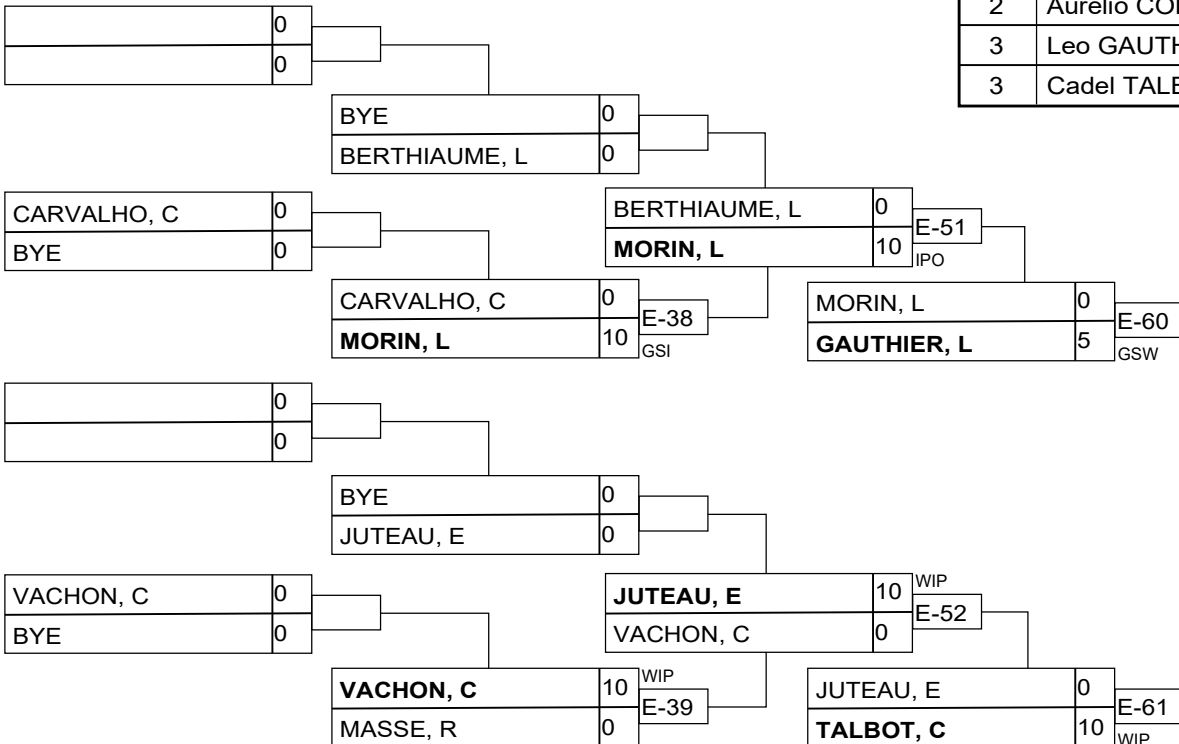 2 Aurelio
3 Leo
3 Cadel
0
0
BYE 0
BERTHIAUME, L 0
CARVALHO, C 0
BYE 0
BERTHIAUME, L 0
MORIN, L 10
E-51
IPO
CARVALHO, C 0
MORIN, L 10
E-38
GSI
MORIN, L 0
GAUTHIER, L 5
E-60
GSW
0
0
BYE 0
JUTEAU, E 0
VACHON, C 0
BYE 0
JUTEAU, E 10
VACHON, C 0
WIP
E-52
VACHON, C 10
MASSE, R 0
WIP
E-39
JUTEAU, E 0
TALBOT, C 10
E-61
WIP